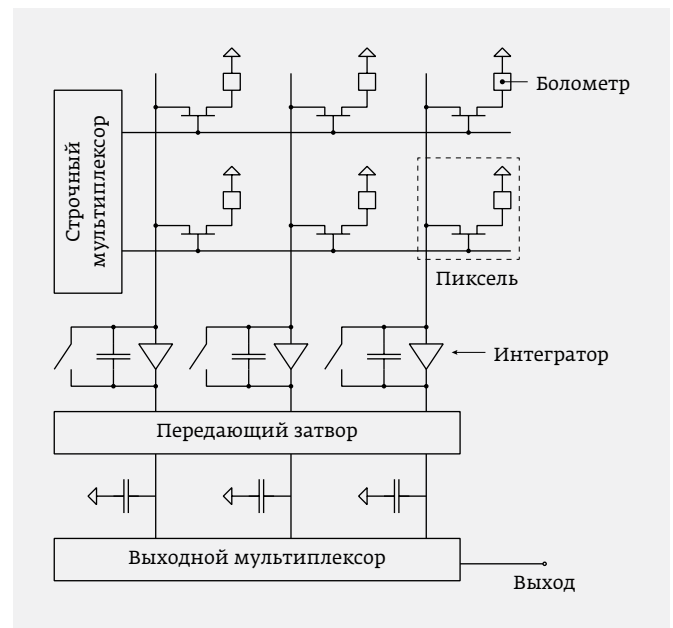 Болометр
Строчный
мультиплексор
Пиксель
Интегратор
Передающий затвор
Выходной мультиплексор
Выход